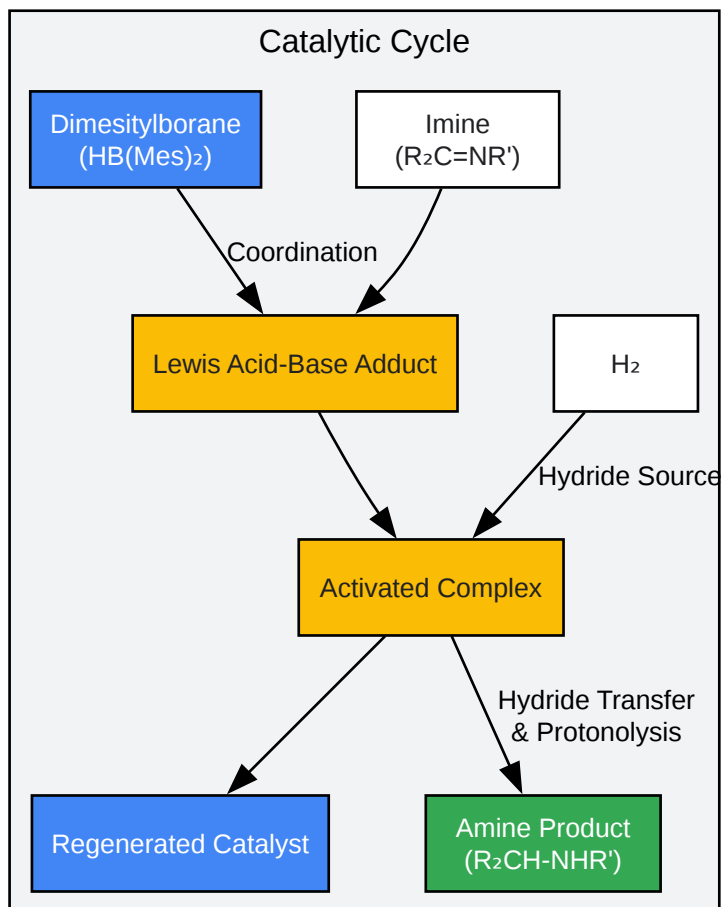 Catalytic Cycle
Dimesitylborane
(HB(Mes)₂)
Imine
(R₂C=NR')
Coordination
Lewis Acid-Base Adduct
H₂
Hydride Source
Activated Complex
Hydride Transfer
& Protonolysis
Regenerated Catalyst
Amine Product
(R₂CH-NHR')